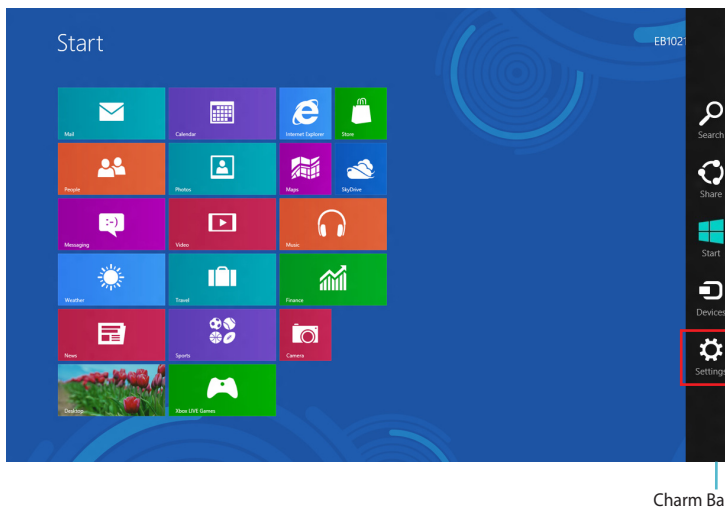 Start
EB1021
Mail
Calendar
Internet Explorer
Store
People
Photos
Maps
SkyDrive
Messaging
:-)
Video
Music
Weather
Travel
Finance
News
Sports
Camera
Desktop
Xbox LIVE Games
Search
Share
Start
Devices
Settings
Charm Ba